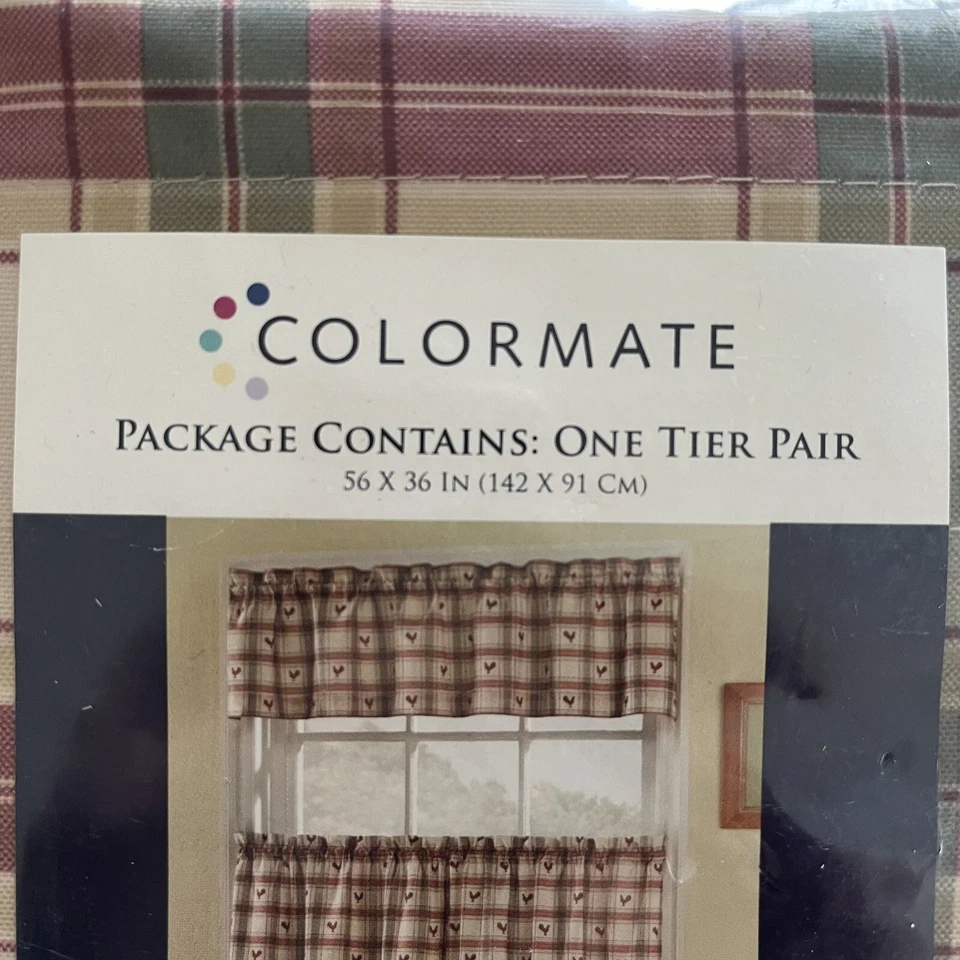 COLORMATE
PACKAGE CONTAINS: ONE TIER PAIR
56 X 36 IN (142 X 91 CM)